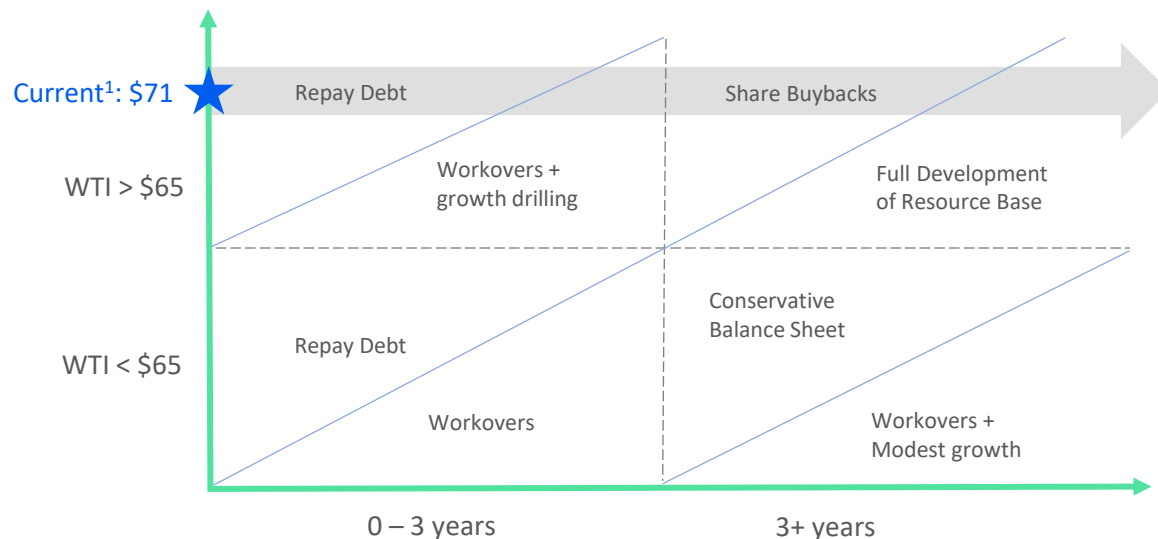 Current¹: $71
Repay Debt
Share Buybacks
WTI > $65
Workovers +
growth drilling
Full Development
of Resource Base
WTI < $65
Repay Debt
Conservative
Balance Sheet
Workovers
Workovers +
Modest growth
0 – 3 years
3+ years